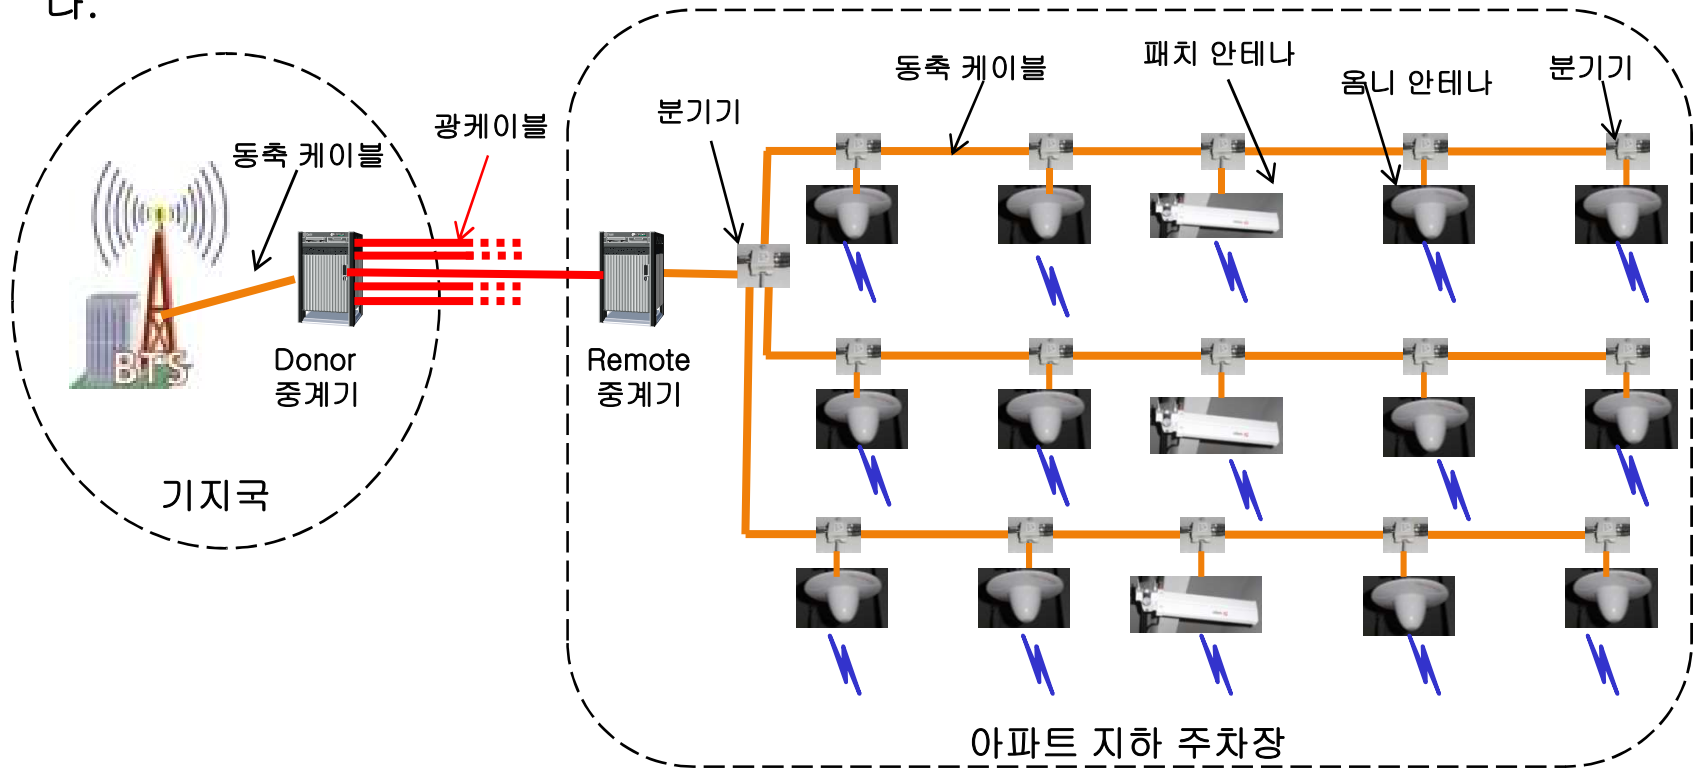 다.
동축 케이블
광케이블
분기기
동축 케이블
패치 안테나
옴니 안테나
분기기
BTS
Donor
중계기
Remote
중계기
기지국
아파트 지하 주차장